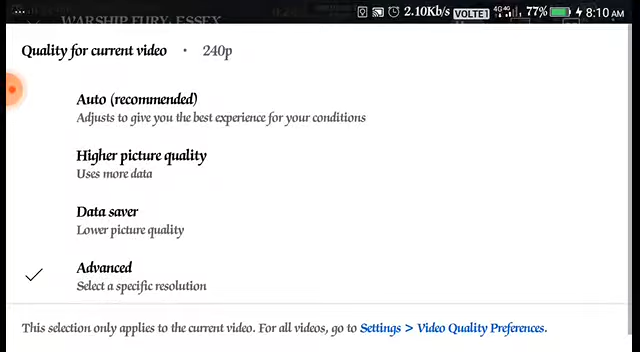 ... 2.10Kb/s VOLTE1 4G 4G 77% 8:10 AM
WARSHIP FURY, ESSEX
Quality for current video • 240p
Auto (recommended)
Adjusts to give you the best experience for your conditions
Higher picture quality
Uses more data
Data saver
Lower picture quality
Advanced
Select a specific resolution
This selection only applies to the current video. For all videos, go to Settings > Video Quality Preferences.